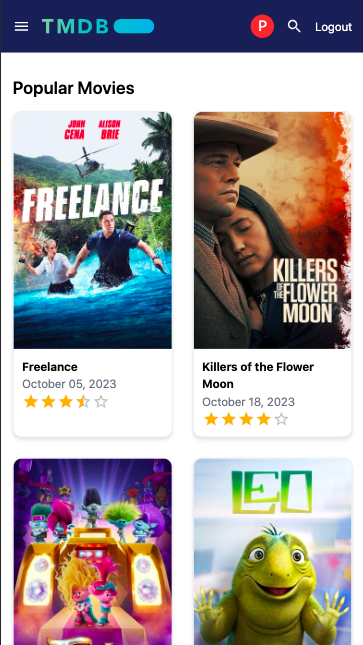 TMDB
P
Logout
Popular Movies
JOHN CENA
ALISON BRIE
FREELANCE
KILLERS
OF THE FLOWER
MOON
Freelance
October 05, 2023
Killers of the Flower
Moon
October 18, 2023
LEO